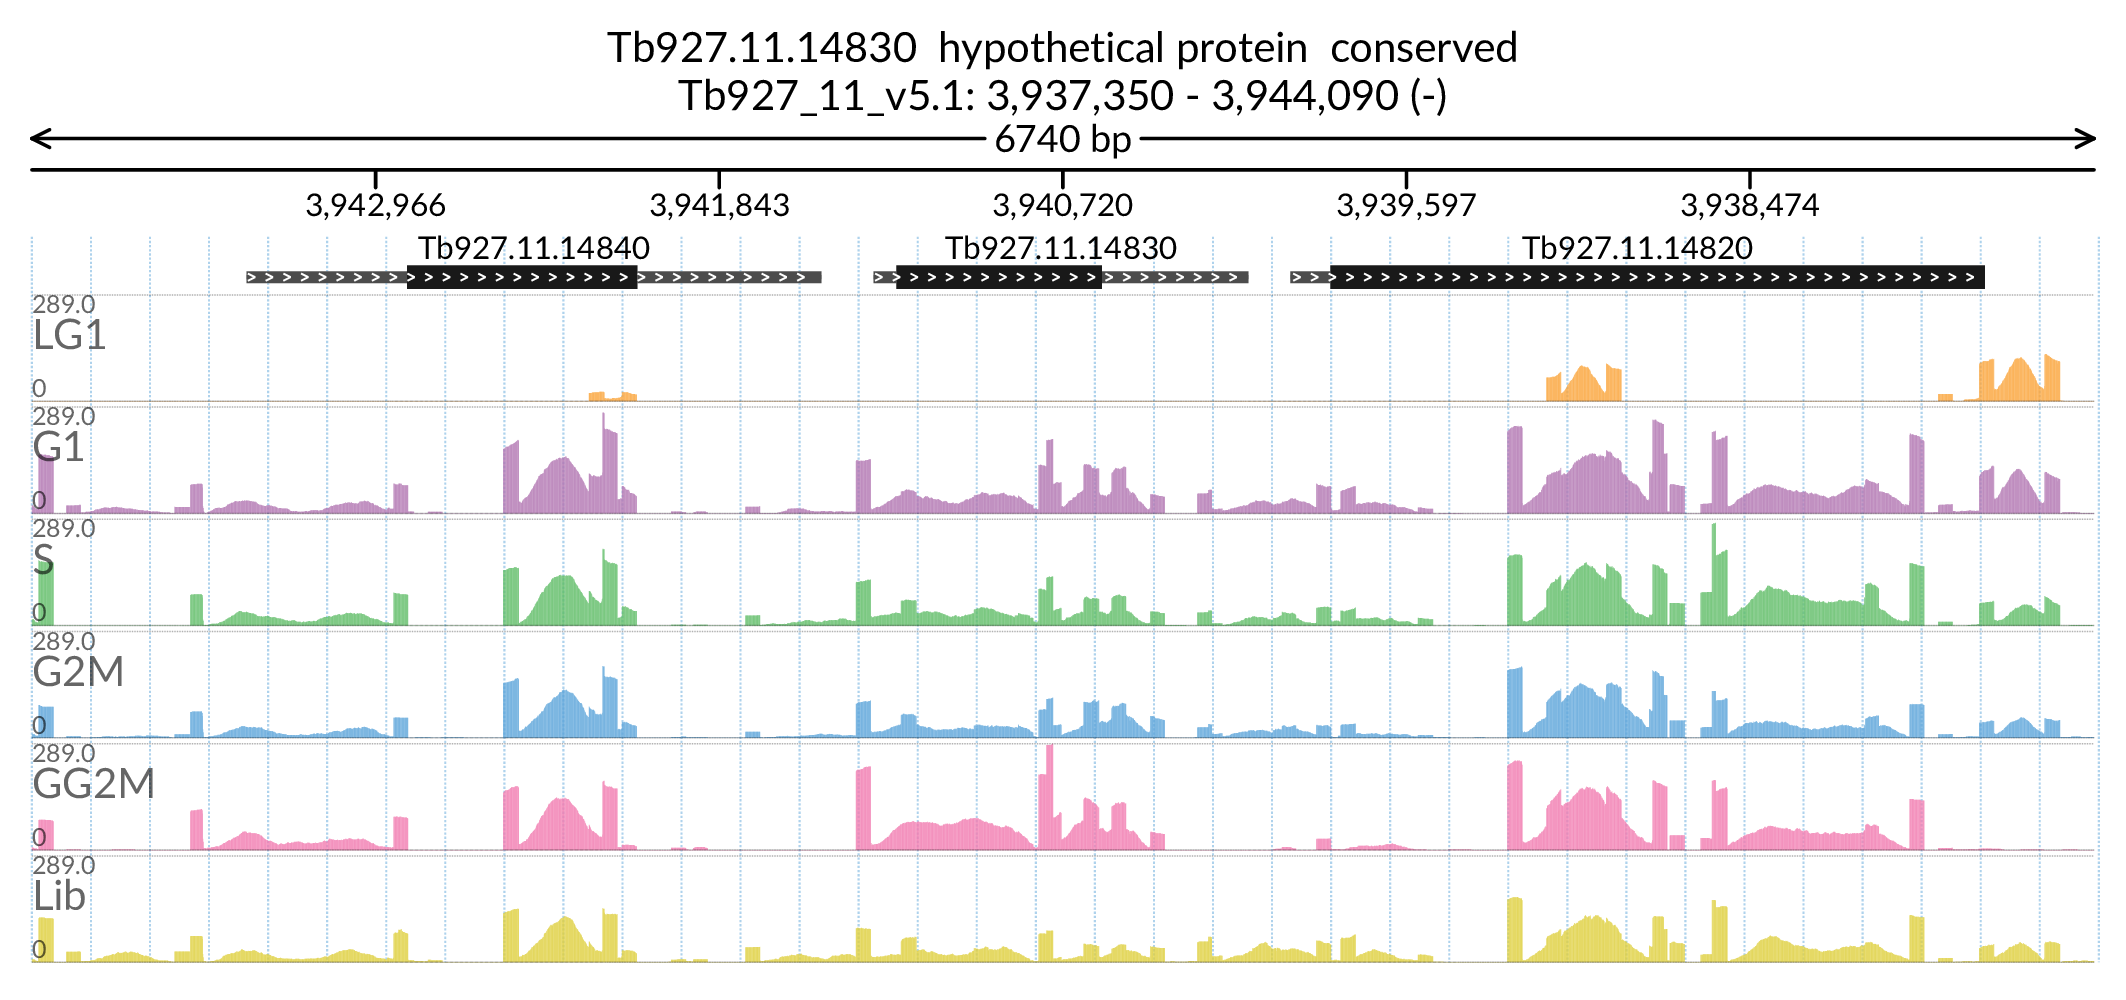 Tb927.11.14830  hypothetical protein  conserved
Tb927_11_v5.1: 3,937,350 - 3,944,090 (-)
6740 bp
3,942,966 3,941,843 3,940,720 3,939,597 3,938,474
Tb927.11.14840 Tb927.11.14830 Tb927.11.14820
289.0
LG1
0
289.0
G1
0
289.0
S
0
289.0
G2M
0
289.0
GG2M
0
289.0
Lib
0